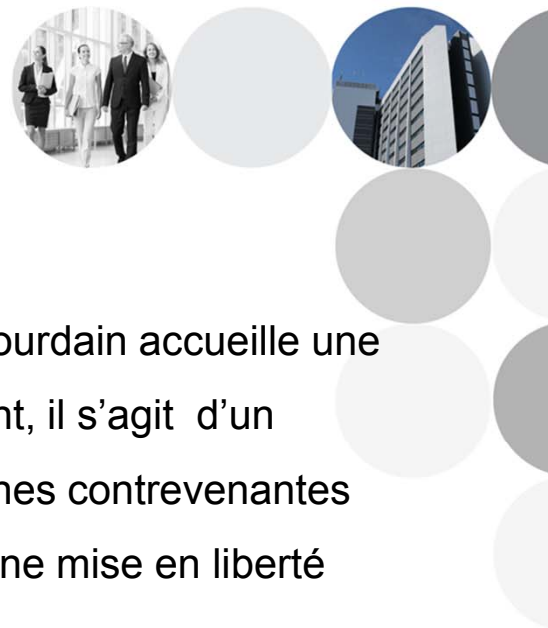 ourdain accueille une
nt, il s’agit d’un
nes contrevenantes
ne mise en liberté